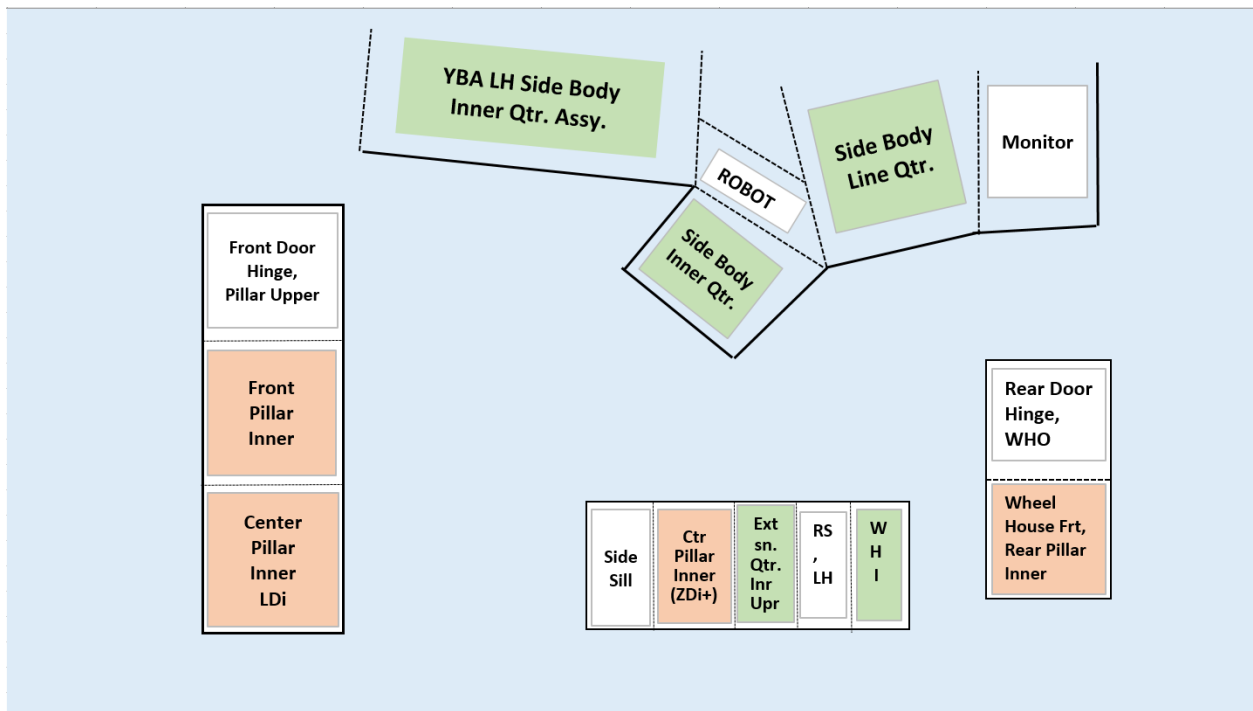 YBA LH Side Body
Inner Qtr. Assy.
ROBOT
Side Body
Line Qtr.
Monitor
Side Body
Inner Qtr.
Front Door
Hinge,
Pillar Upper
Front
Pillar
Inner
Center
Pillar
Inner
LDi
Side
Sill
Ctr
Pillar
Inner
(ZDi+)
Ext
sn.
Qtr.
Inr
Upr
RS
,
LH
W
H
I
Rear Door
Hinge,
WHO
Wheel
House Frt,
Rear Pillar
Inner